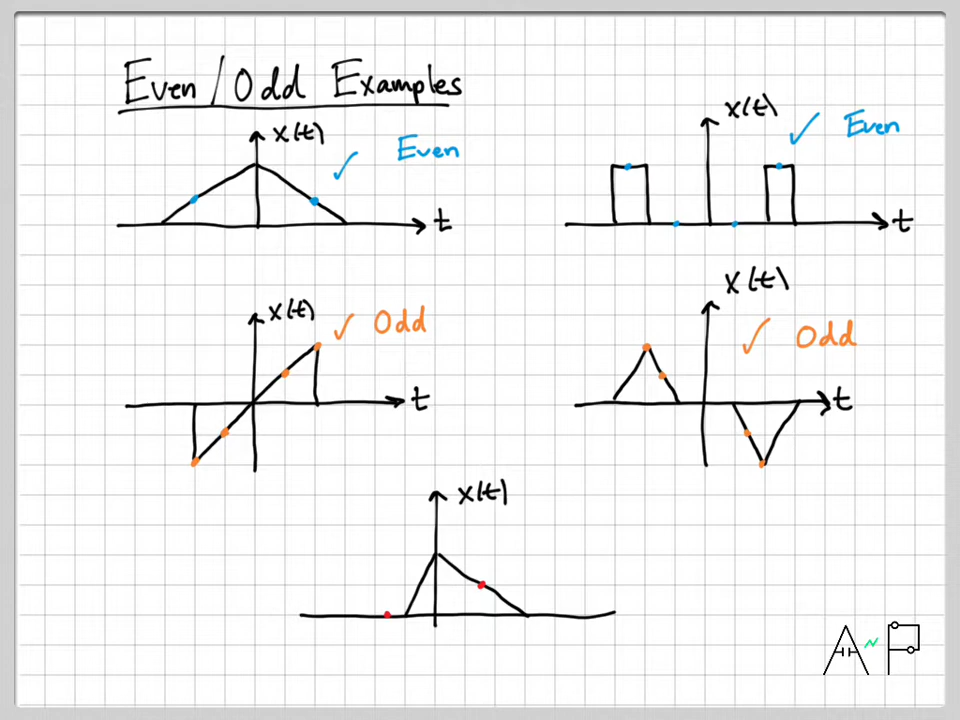 Even/Odd Examples
x(t)
✓ Even
t
x(t)
✓ Even
t
x(t)
✓ Odd
t
x(t)
✓ Odd
t
x(t)
A~P